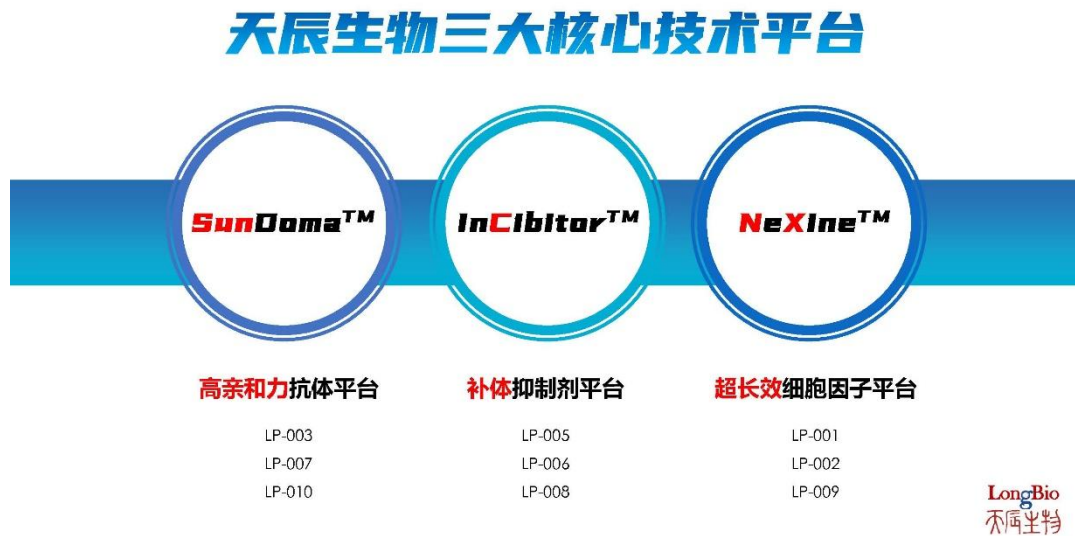 天辰生物三大核心技术平台
SunDoma™
InCibitor™
NeXine™
高亲和力抗体平台
补体抑制剂平台
超长效细胞因子平台
LP-003
LP-005
LP-001
LP-007
LP-006
LP-002
LP-010
LP-008
LP-009
LongBio
天辰生物